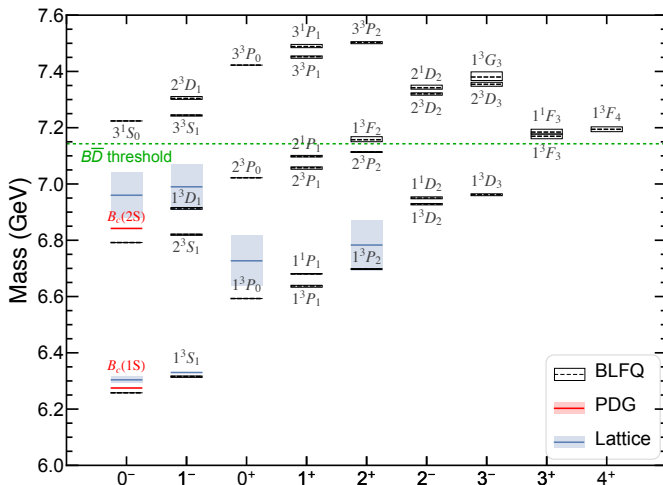 Mass (GeV)
7.4
7.2
7.0
6.8
6.6
6.4
6.2
6.0
3³P₀
3¹P₁
3³P₁
3³P₂
2³D₁
3¹S₀
3³S₁
2¹D₂
2³D₂
1³G₃
2³D₃
1³F₂
2³P₂
1¹F₃
1³F₃
1³F₄
BD̅ threshold
2³P₀
2¹P₁
2³P₁
1³D₁
1¹D₂
1³D₂
1³D₃
B_c(2S)
2³S₁
1³P₀
1¹P₁
1³P₁
1³P₂
B_c(1S)
1³S₁
BLFQ
PDG
Lattice
0⁻ 1⁻ 0⁺ 1⁺ 2⁺ 2⁻ 3⁻ 3⁺ 4⁺